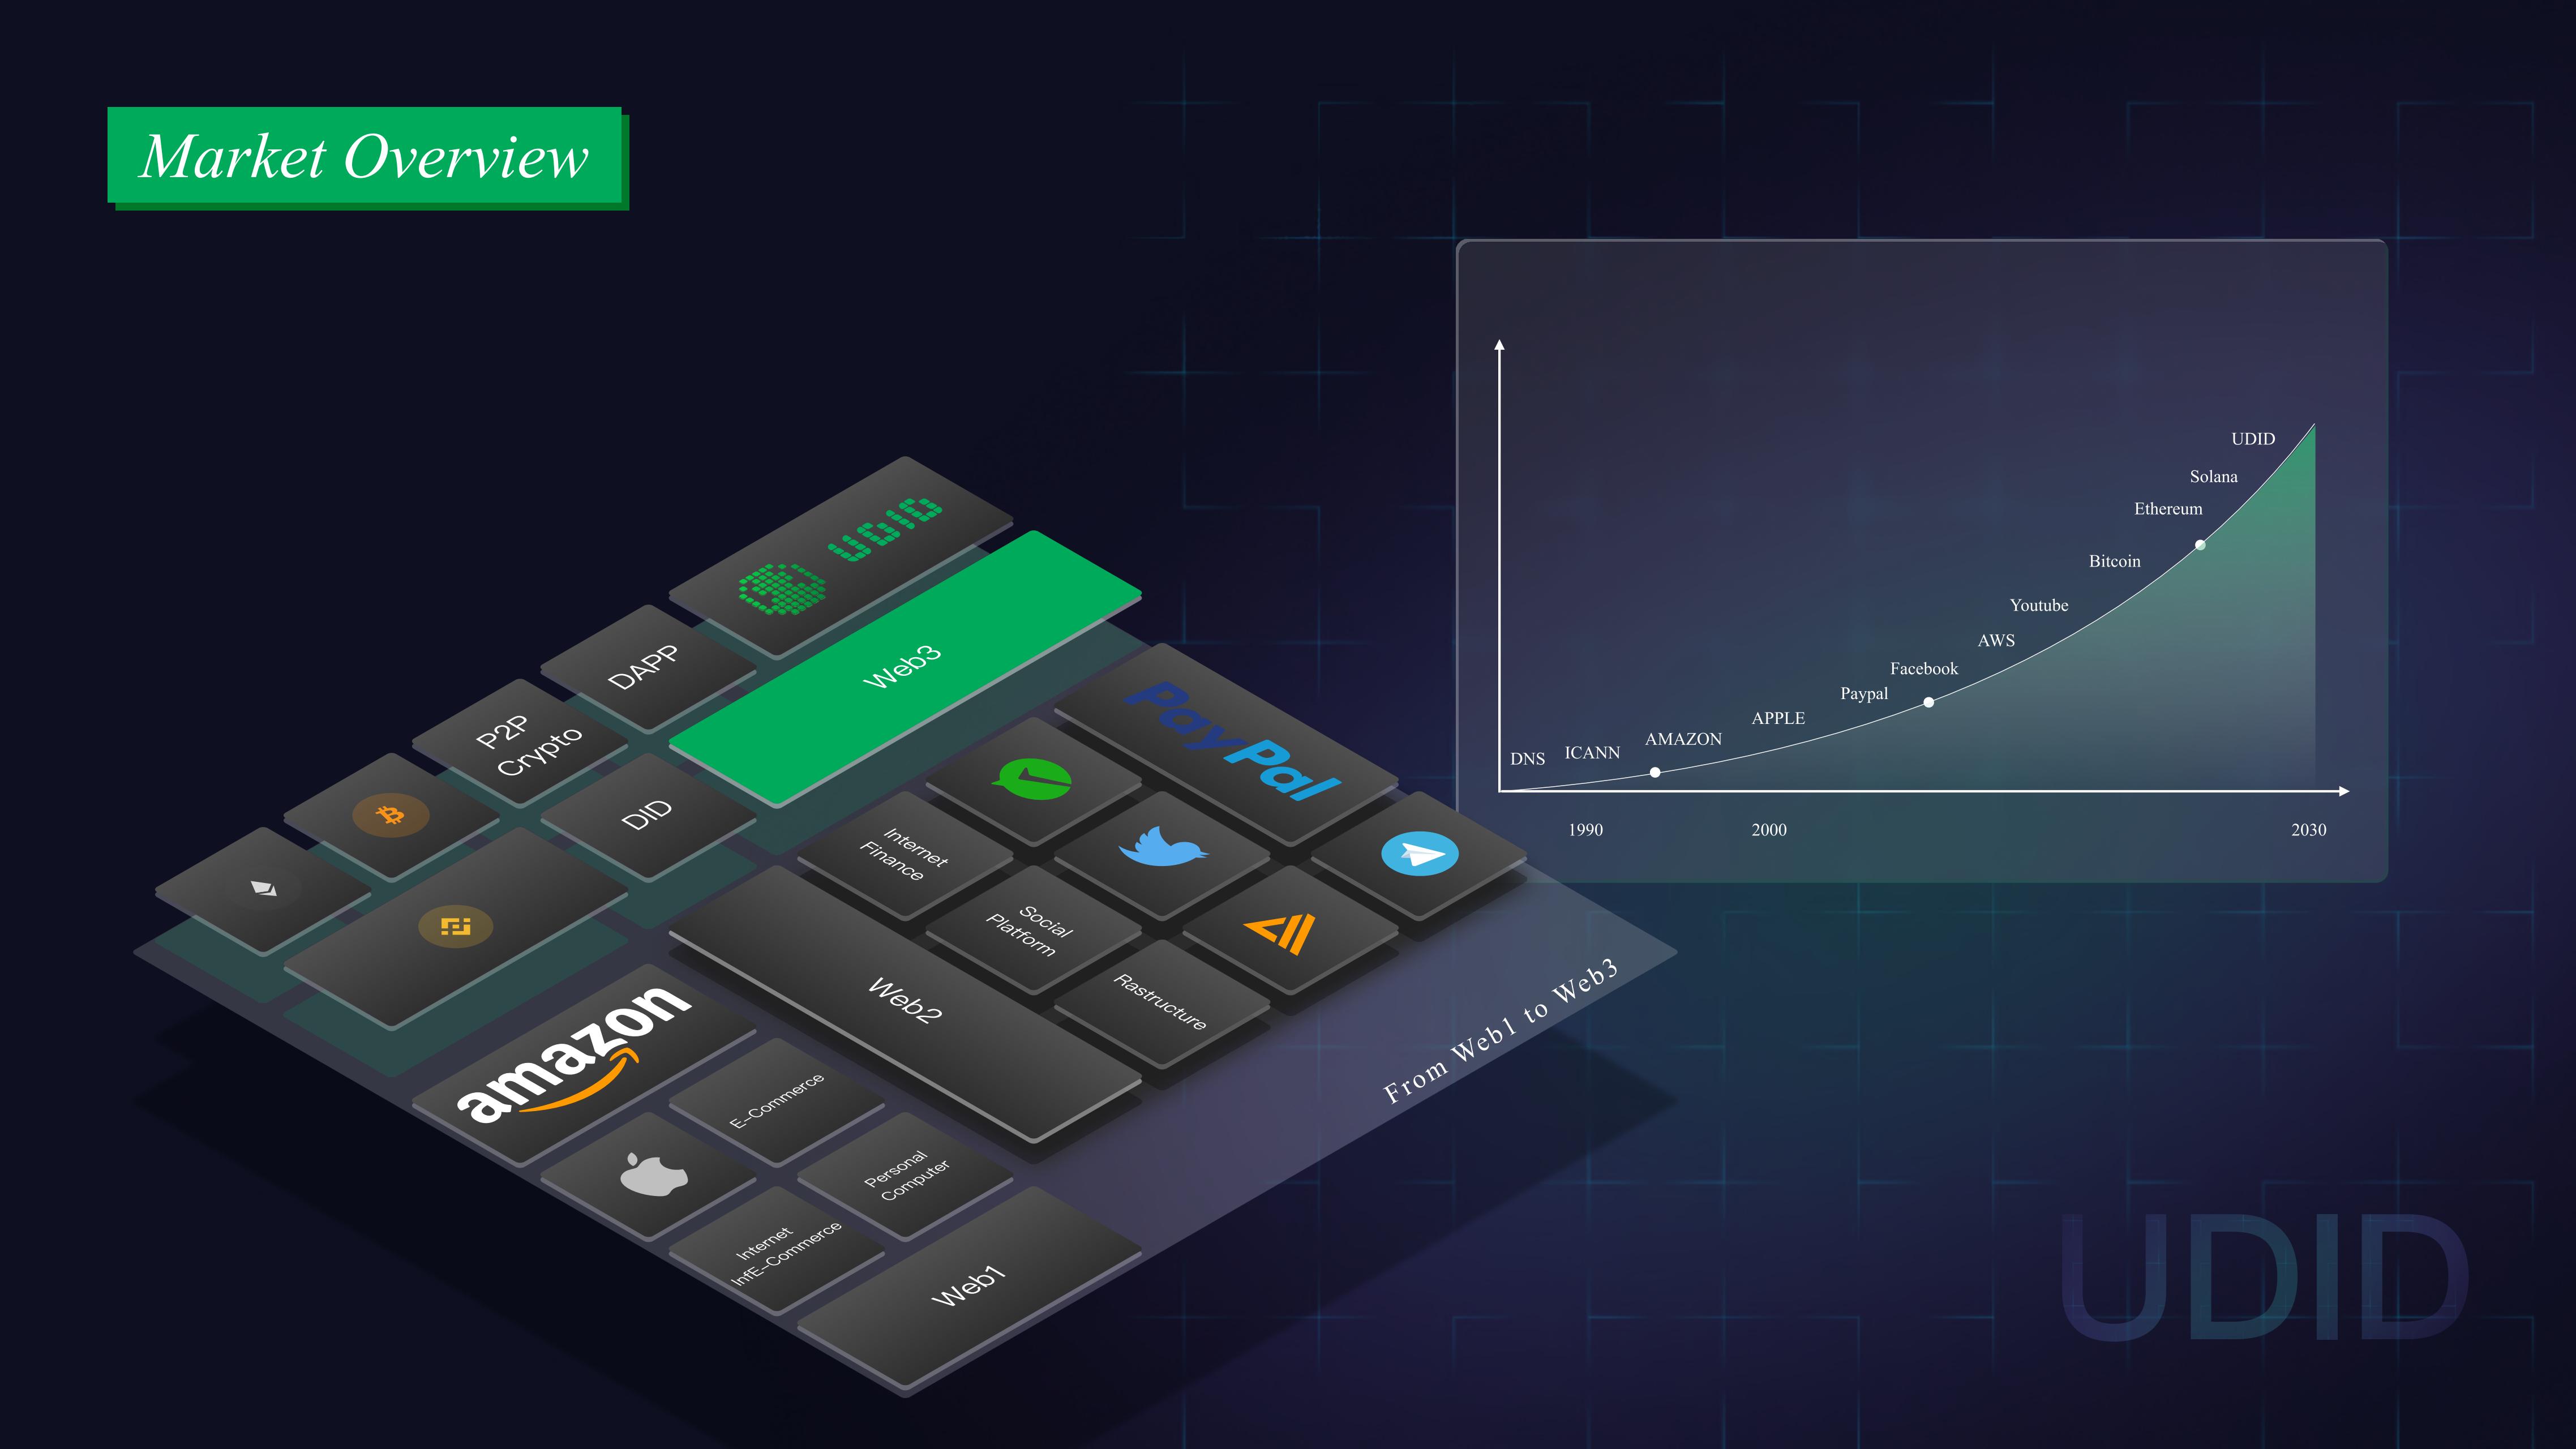 Market Overview
UDID
Web3
DAPP
P2P
Crypto
DID
PayPal
Internet
Finance
Social
Platform
Rastructure
Web2
amazon
E-Commerce
Personal
Computer
Internet
InfE-Commerce
Web1
From Web1 to Web3
UDID
Solana
Ethereum
Bitcoin
Youtube
AWS
Facebook
Paypal
APPLE
AMAZON
ICANN
DNS
1990
2000
2030
UDID